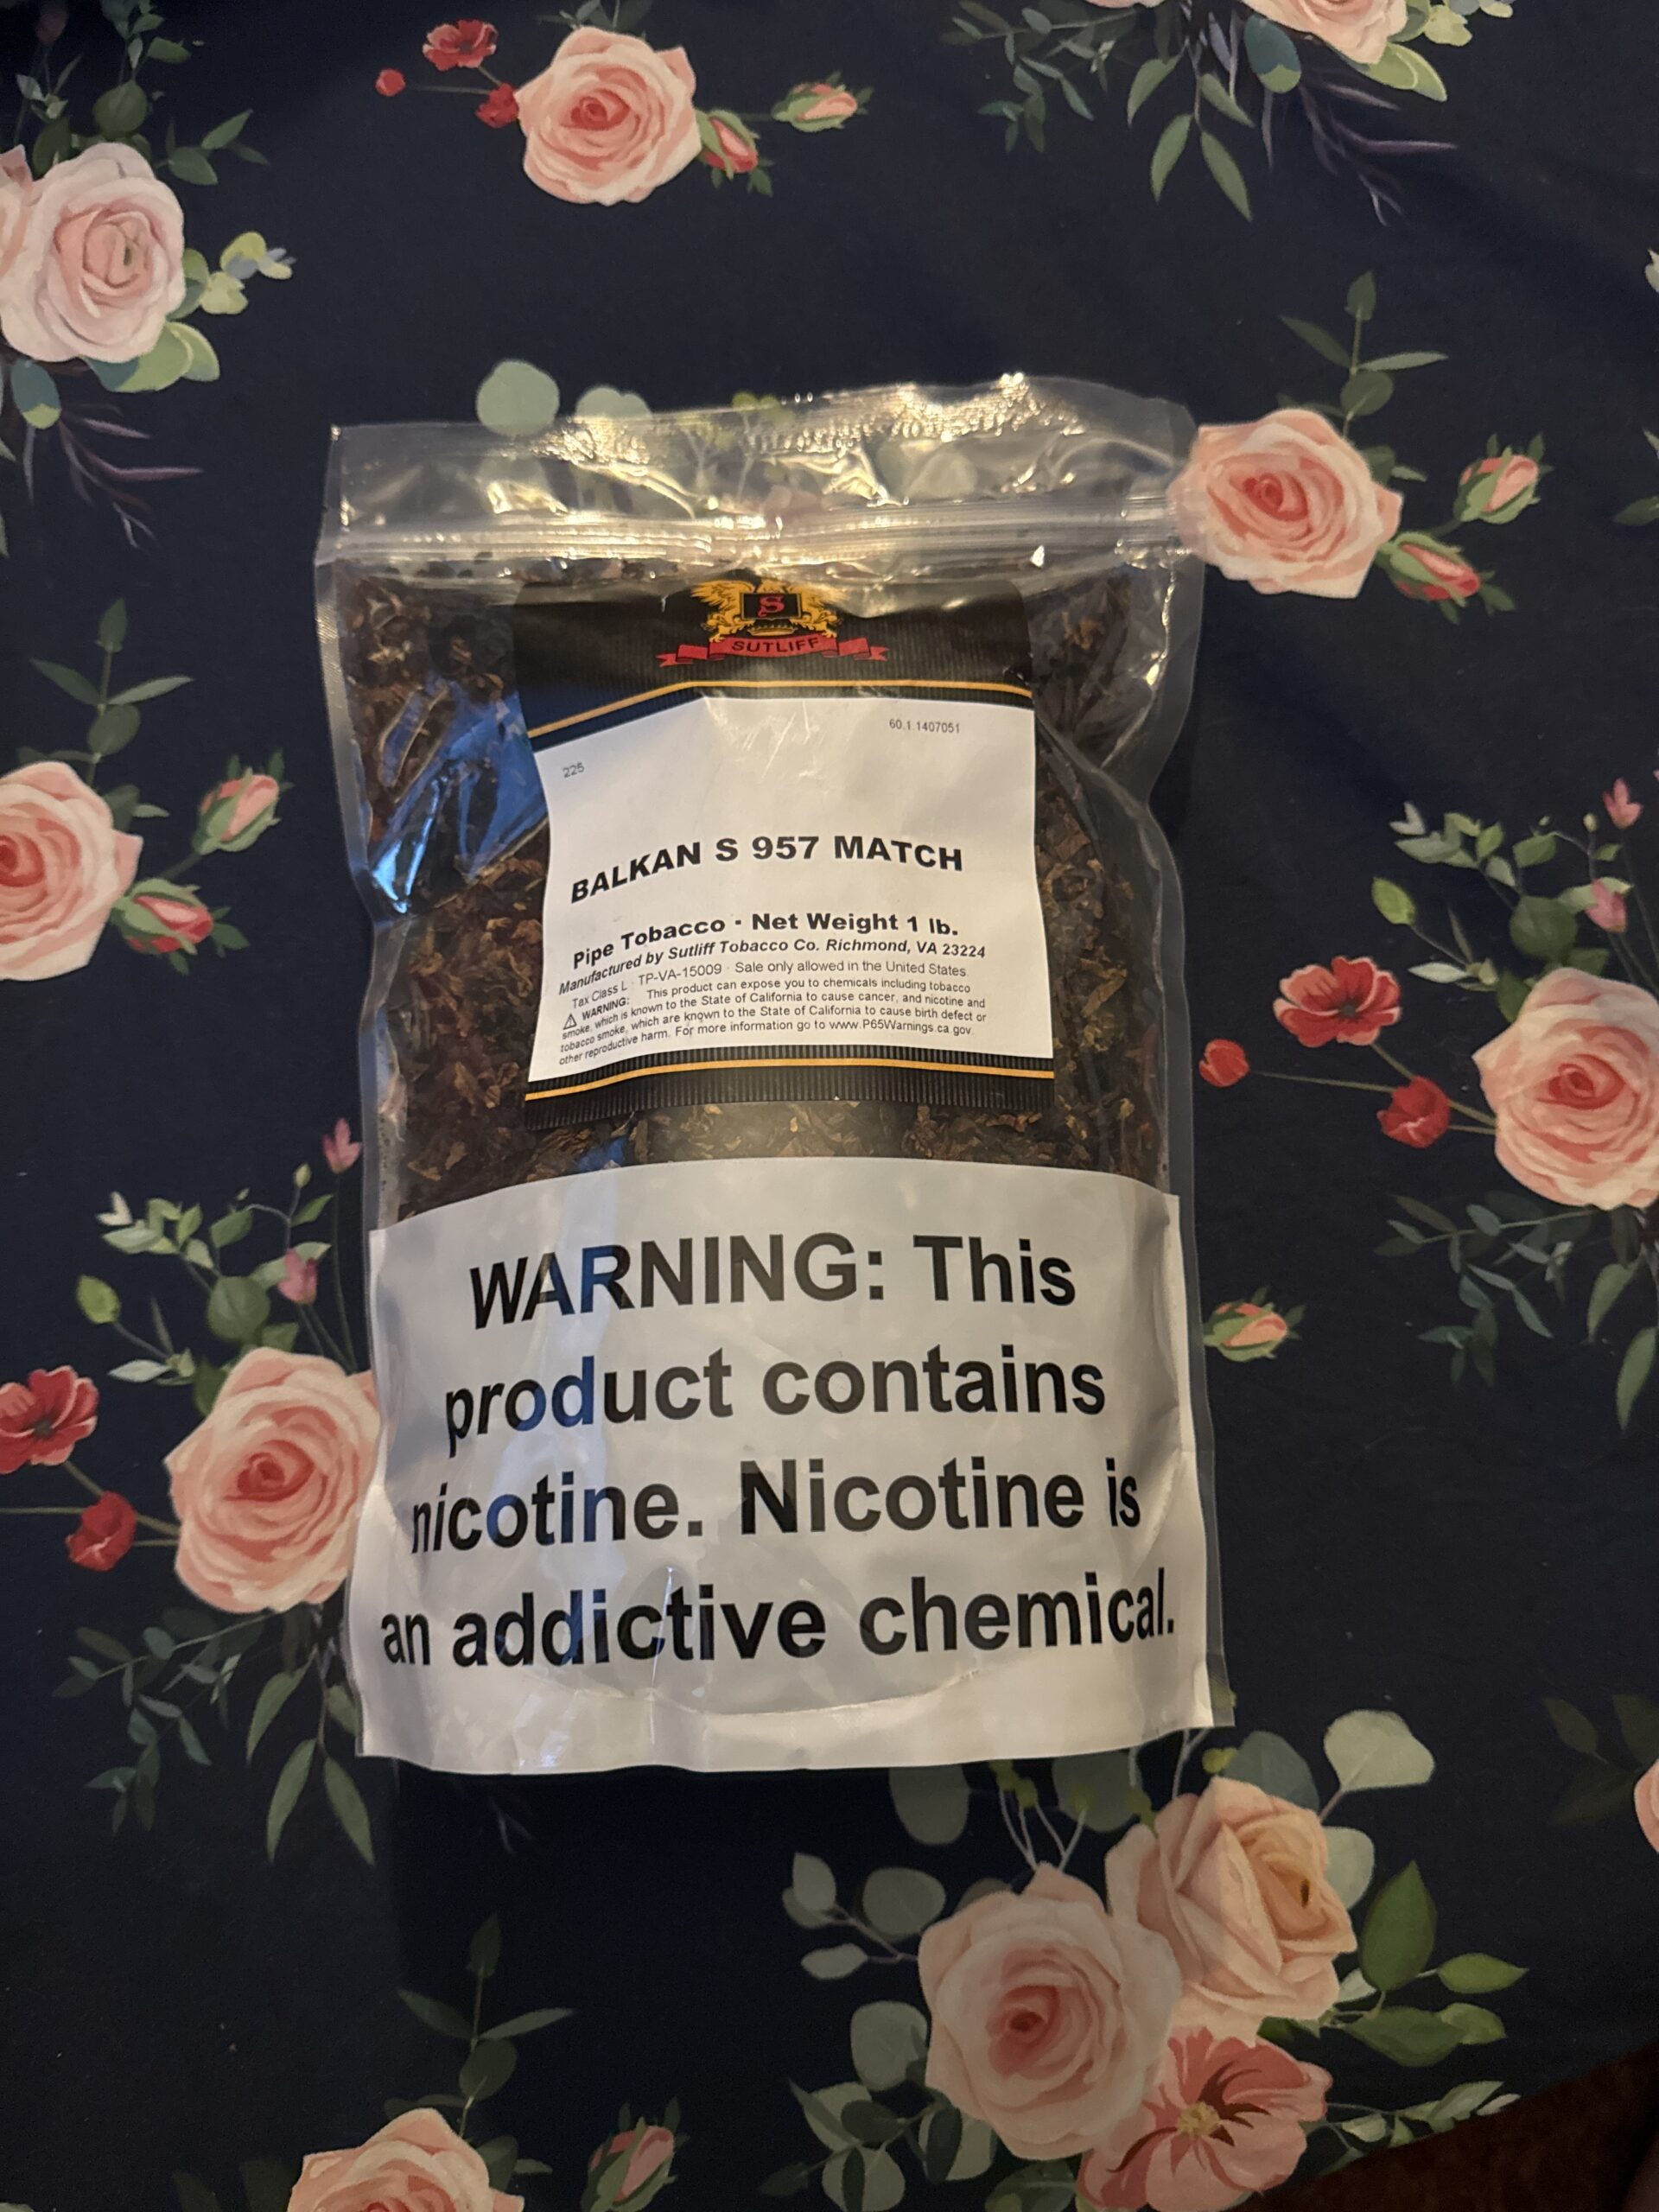 S
SUTLIFF
60.1.1407051
225
BALKAN S 957 MATCH
Pipe Tobacco · Net Weight 1 lb.
Manufactured by Sutliff Tobacco Co. Richmond, VA 23224
Tax Class L · TP-VA-15009 · Sale only allowed in the United States
WARNING: This product can expose you to chemicals including tobacco
smoke, which is known to the State of California to cause cancer, and nicotine and
tobacco smoke, which are known to the State of California to cause birth defect or
other reproductive harm. For more information go to www.P65Warnings.ca.gov.
WARNING: This
product contains
nicotine. Nicotine is
an addictive chemical.